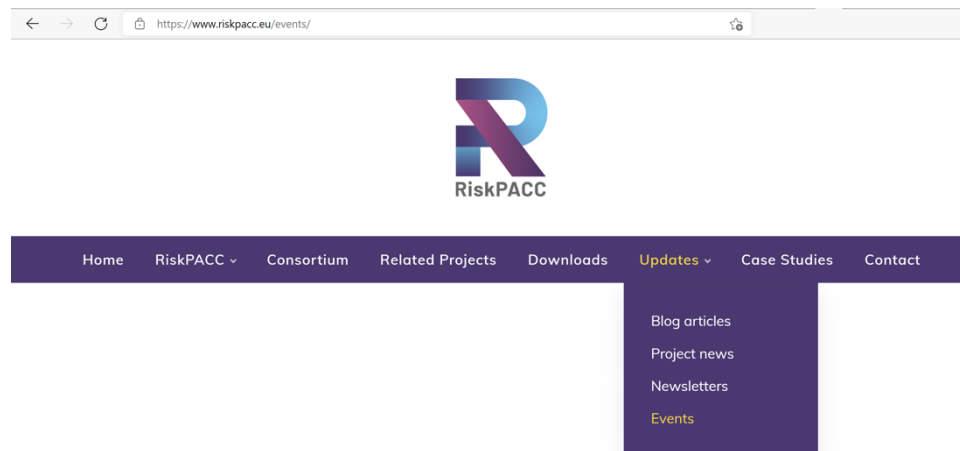 https://www.riskpacc.eu/events/
RiskPACC
Home RiskPACC Consortium Related Projects Downloads Updates Case Studies Contact
Blog articles
Project news
Newsletters
Events